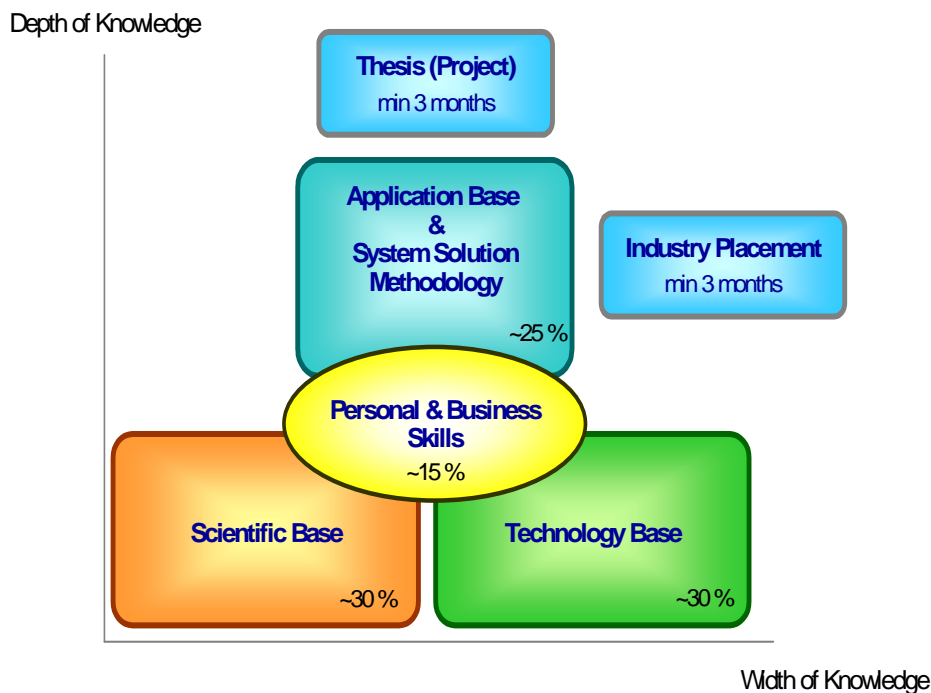 Depth of Knowledge
Thesis (Project)
min 3 months
Application Base
&
System Solution
Methodology
~25 %
Industry Placement
min 3 months
Personal & Business
Skills
~15 %
Scientific Base
~30 %
Technology Base
~30 %
Width of Knowledge